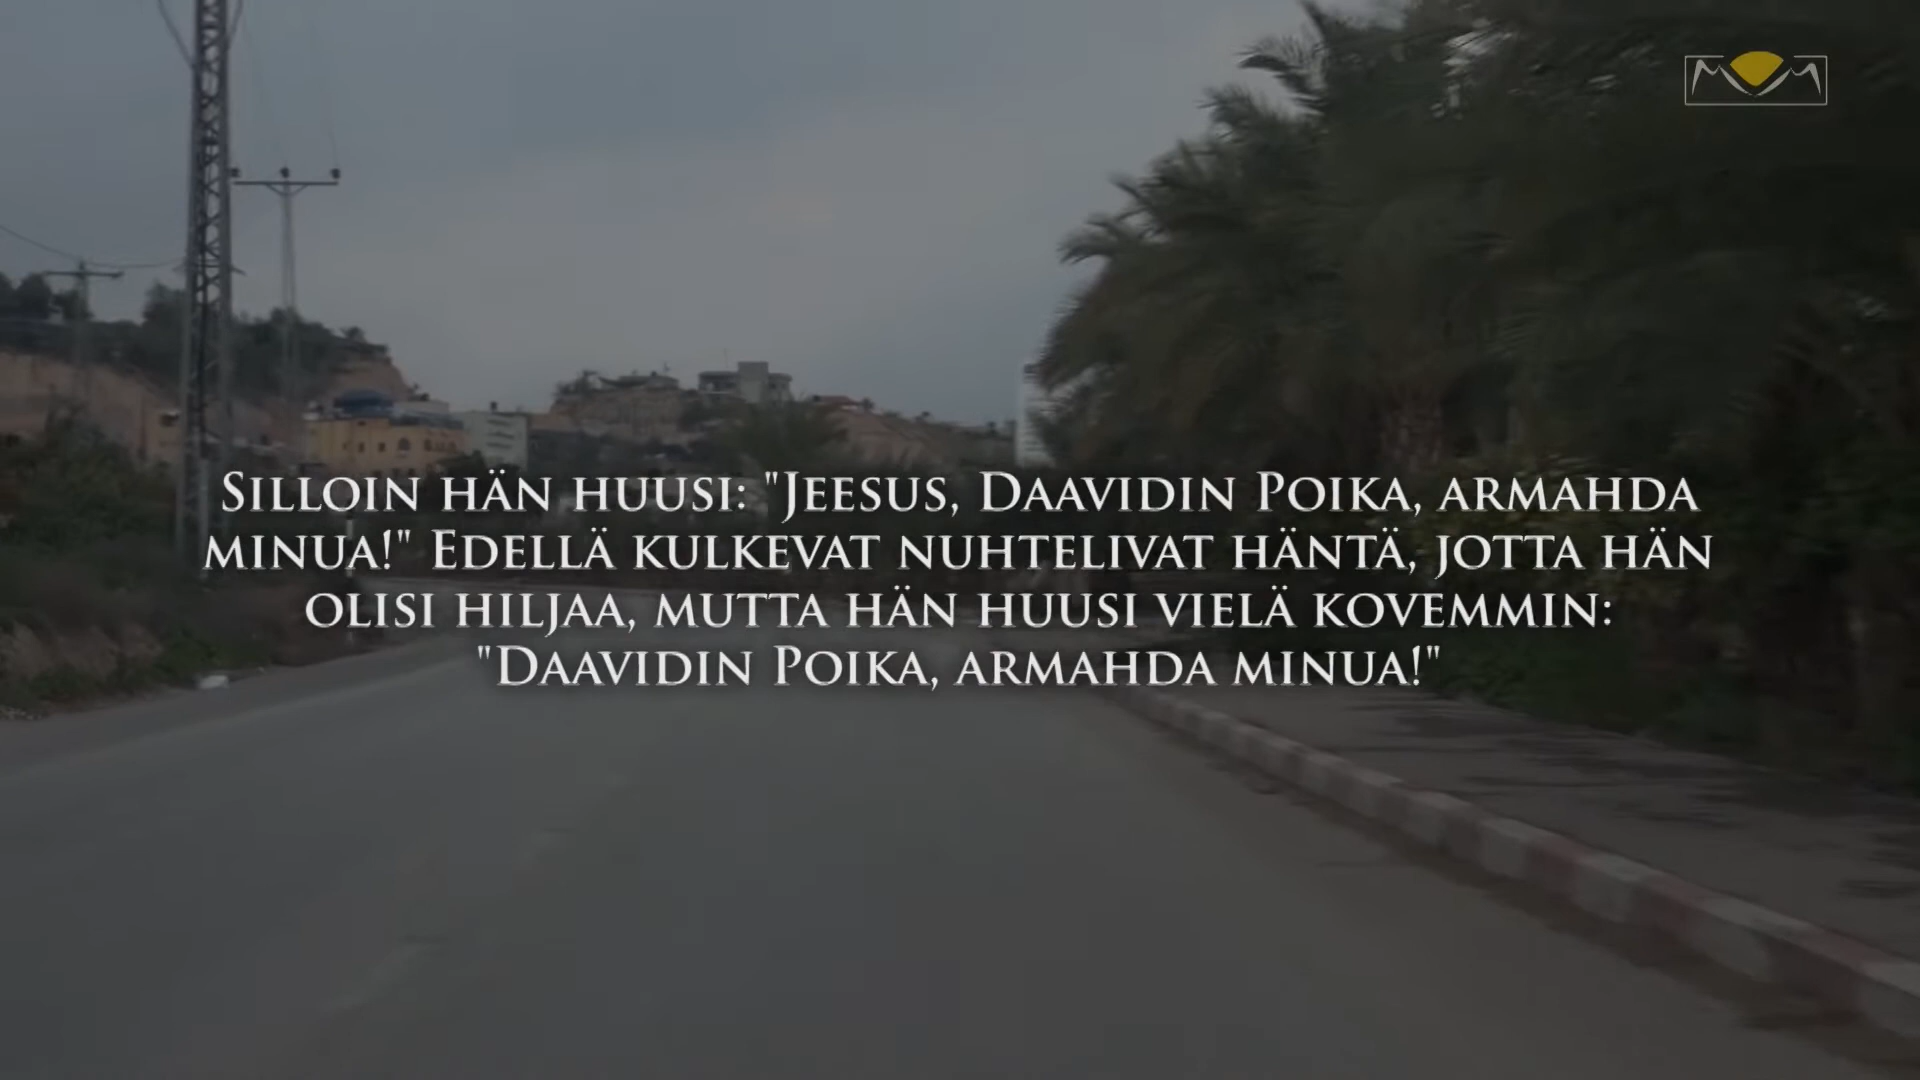 Silloin hän huusi: "Jeesus, Daavidin Poika, armahda
minua!" Edellä kulkevat nuhtelivat häntä, jotta hän
olisi hiljaa, mutta hän huusi vielä kovemmin:
"Daavidin Poika, armahda minua!"